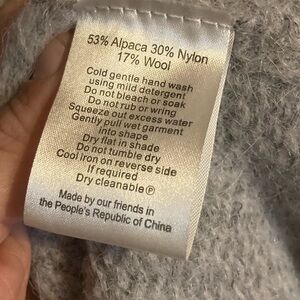 53% Alpaca 30% Nylon
17% Wool
Cold gentle hand wash
using mild detergent
Do not bleach or soak
Do not rub or wring
Squeeze out excess water
Gently pull wet garment
into shape
Dry flat in shade
Do not tumble dry
Cool iron on reverse side
If required
Dry cleanable Ⓟ
Made by our friends in
the People's Republic of China